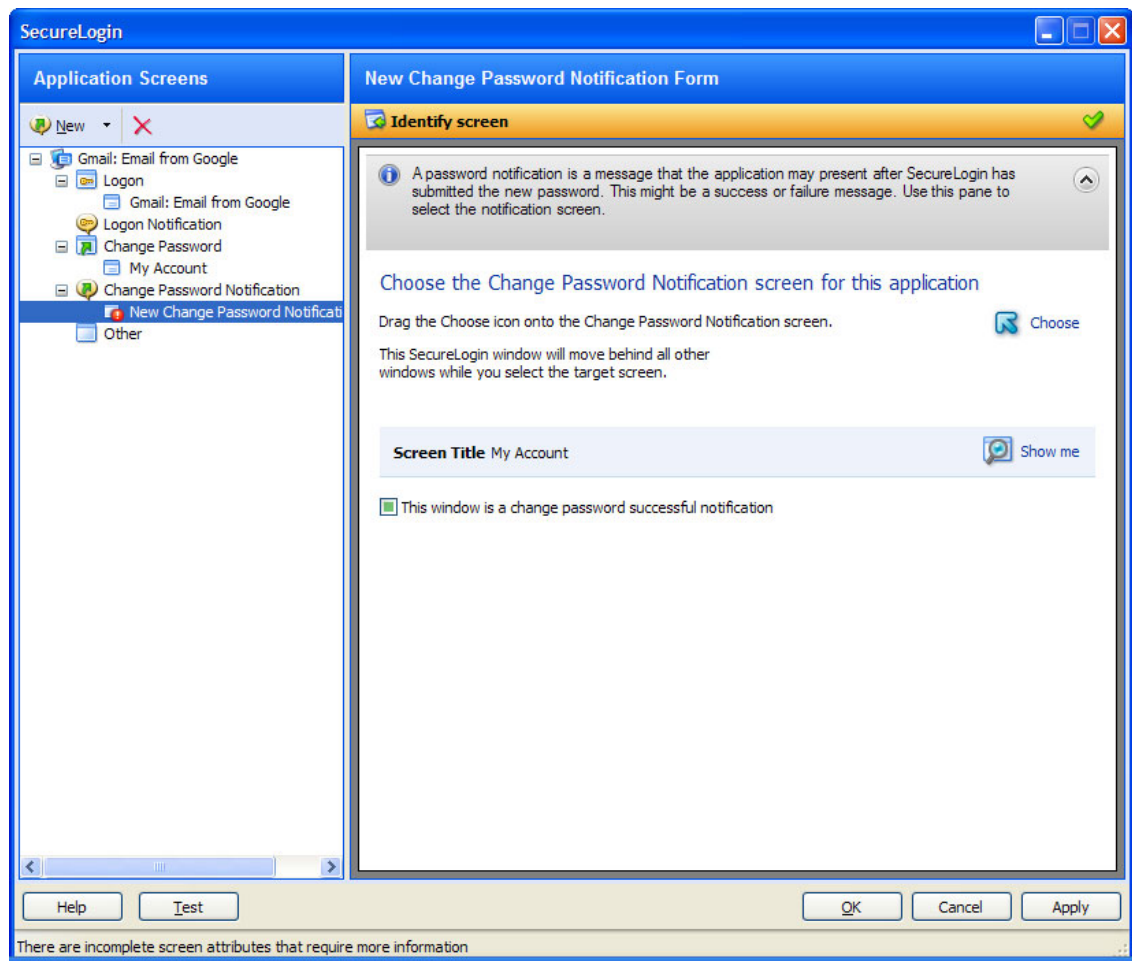 SecureLogin
Application Screens
New
Gmail: Email from Google
Logon
Gmail: Email from Google
Logon Notification
Change Password
My Account
Change Password Notification
New Change Password Notificati
Other
New Change Password Notification Form
Identify screen
A password notification is a message that the application may present after SecureLogin has
submitted the new password. This might be a success or failure message. Use this pane to
select the notification screen.
Choose the Change Password Notification screen for this application
Drag the Choose icon onto the Change Password Notification screen.
Choose
This SecureLogin window will move behind all other
windows while you select the target screen.
Screen Title My Account
Show me
This window is a change password successful notification
Help
Test
OK
Cancel
Apply
There are incomplete screen attributes that require more information